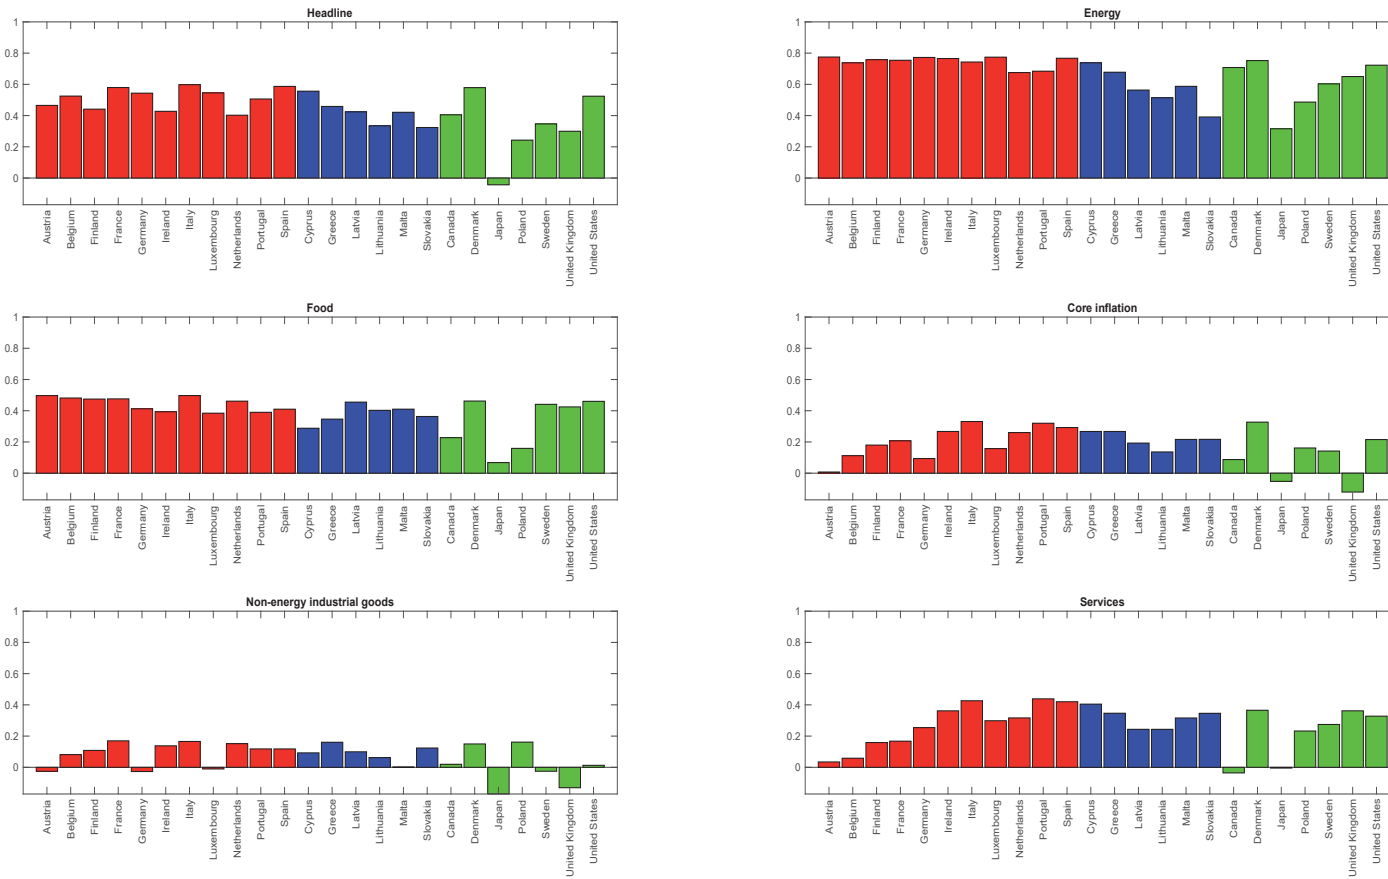 Headline
1
0.8
0.6
0.4
0.2
0
Austria
Belgium
Finland
France
Germany
Ireland
Italy
Luxembourg
Netherlands
Portugal
Spain
Cyprus
Greece
Latvia
Lithuania
Malta
Slovakia
Canada
Denmark
Japan
Poland
Sweden
United Kingdom
United States
Energy
1
0.8
0.6
0.4
0.2
0
Austria
Belgium
Finland
France
Germany
Ireland
Italy
Luxembourg
Netherlands
Portugal
Spain
Cyprus
Greece
Latvia
Lithuania
Malta
Slovakia
Canada
Denmark
Japan
Poland
Sweden
United Kingdom
United States
Food
1
0.8
0.6
0.4
0.2
0
Austria
Belgium
Finland
France
Germany
Ireland
Italy
Luxembourg
Netherlands
Portugal
Spain
Cyprus
Greece
Latvia
Lithuania
Malta
Slovakia
Canada
Denmark
Japan
Poland
Sweden
United Kingdom
United States
Core inflation
1
0.8
0.6
0.4
0.2
0
Austria
Belgium
Finland
France
Germany
Ireland
Italy
Luxembourg
Netherlands
Portugal
Spain
Cyprus
Greece
Latvia
Lithuania
Malta
Slovakia
Canada
Denmark
Japan
Poland
Sweden
United Kingdom
United States
Non-energy industrial goods
1
0.8
0.6
0.4
0.2
0
Austria
Belgium
Finland
France
Germany
Ireland
Italy
Luxembourg
Netherlands
Portugal
Spain
Cyprus
Greece
Latvia
Lithuania
Malta
Slovakia
Canada
Denmark
Japan
Poland
Sweden
United Kingdom
United States
Services
1
0.8
0.6
0.4
0.2
0
Austria
Belgium
Finland
France
Germany
Ireland
Italy
Luxembourg
Netherlands
Portugal
Spain
Cyprus
Greece
Latvia
Lithuania
Malta
Slovakia
Canada
Denmark
Japan
Poland
Sweden
United Kingdom
United States